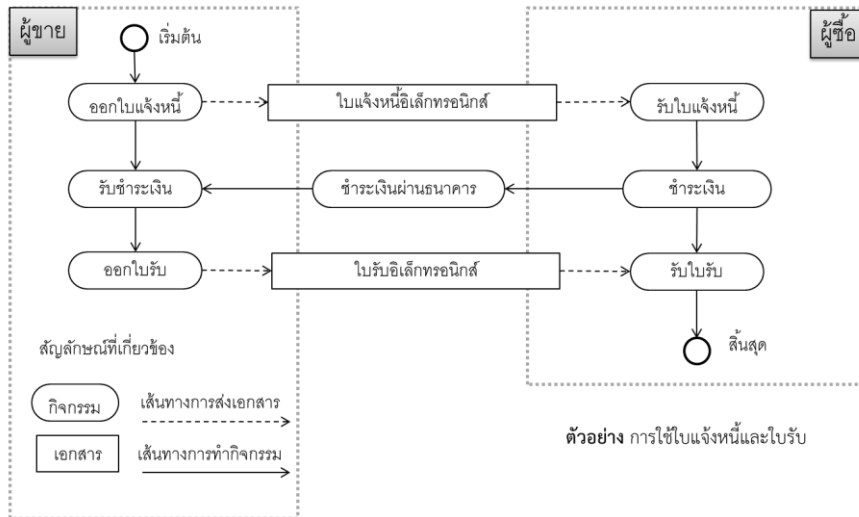 ผู้ขาย
ผู้ซื้อ
เริ่มต้น
ออกใบแจ้งหนี้
ใบแจ้งหนี้อิเล็กทรอนิกส์
รับใบแจ้งหนี้
รับชำระเงิน
ชำระเงินผ่านธนาคาร
ชำระเงิน
ออกใบรับ
ใบรับอิเล็กทรอนิกส์
รับใบรับ
สิ้นสุด
สัญลักษณ์ที่เกี่ยวข้อง
กิจกรรม
เส้นทางการส่งเอกสาร
เอกสาร
เส้นทางการทำกิจกรรม
ตัวอย่าง การใช้ใบแจ้งหนี้และใบรับ